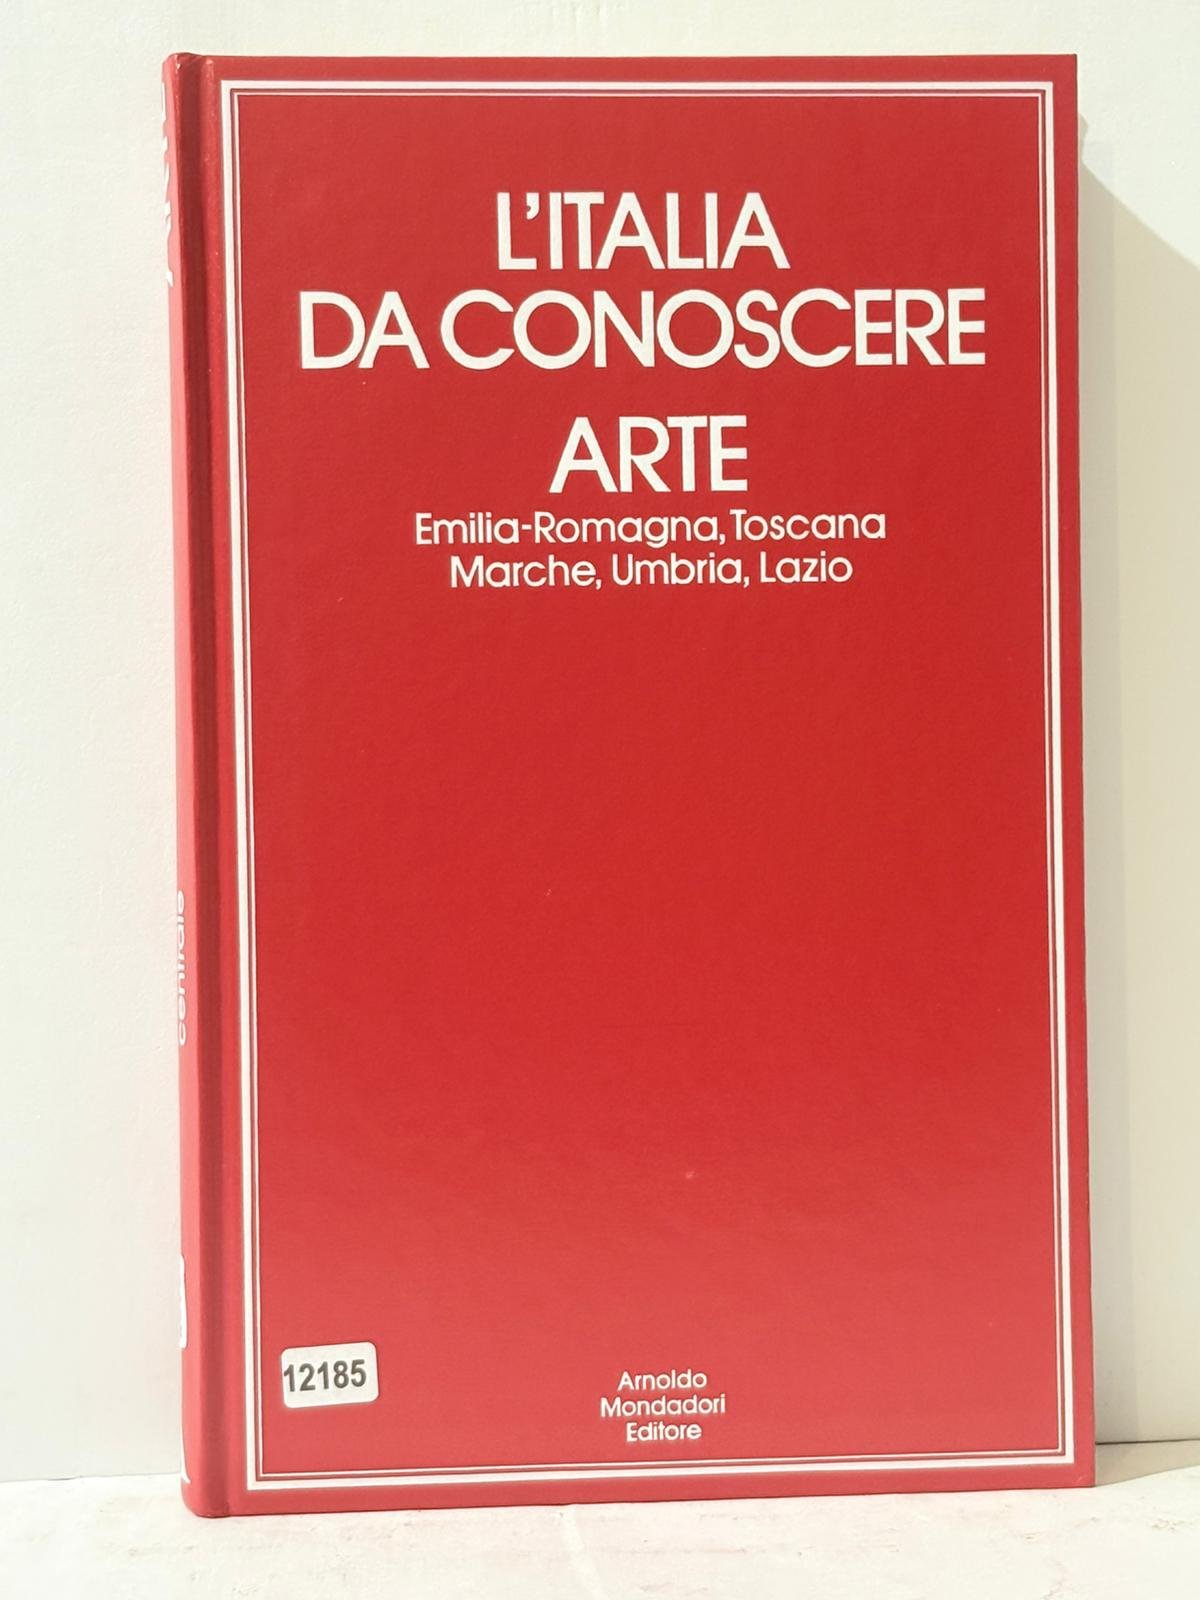 L'ITALIA
DA CONOSCERE
ARTE
Emilia-Romagna, Toscana
Marche, Umbria, Lazio
centrale
12185
Arnoldo
Mondadori
Editore